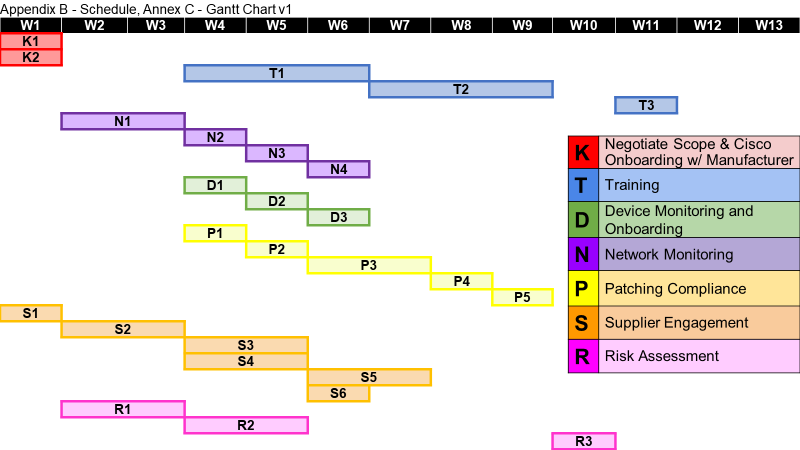 Appendix B - Schedule, Annex C - Gantt Chart v1
W1 W2 W3 W4 W5 W6 W7 W8 W9 W10 W11 W12 W13
K1
K2
T1
T2
T3
N1
N2
N3
N4
D1
D2
D3
P1
P2
P3
P4
P5
S1
S2
S3
S4
S5
S6
R1
R2
R3
K Negotiate Scope & Cisco
Onboarding w/ Manufacturer
T Training
D Device Monitoring and
Onboarding
N Network Monitoring
P Patching Compliance
S Supplier Engagement
R Risk Assessment